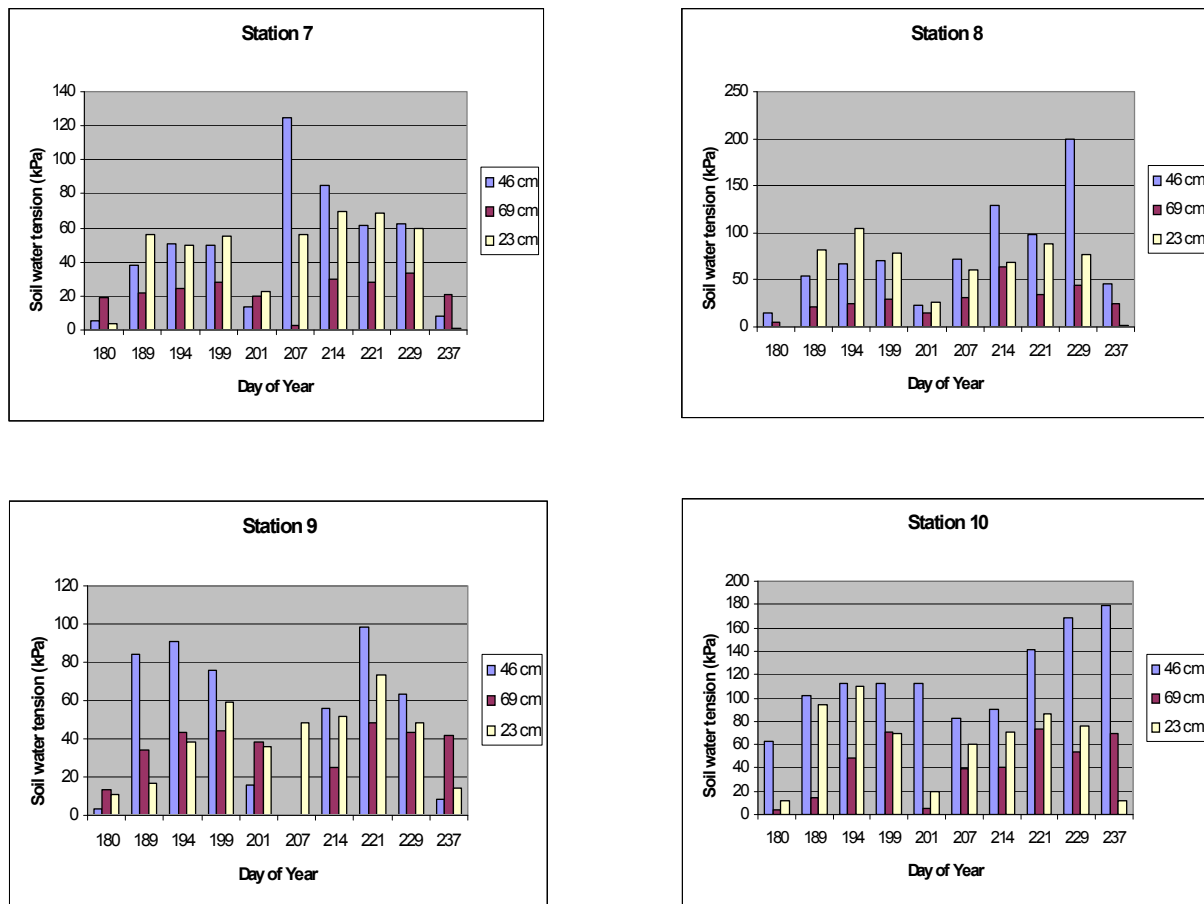 Station 7
Soil water tension (kPa)
140
120
100
80
60
40
20
0
180 189 194 199 201 207 214 221 229 237
Day of Year
46 cm
69 cm
23 cm
Station 8
Soil water tension (kPa)
250
200
150
100
50
0
180 189 194 199 201 207 214 221 229 237
Day of Year
46 cm
69 cm
23 cm
Station 9
Soil water tension (kPa)
120
100
80
60
40
20
0
180 189 194 199 201 207 214 221 229 237
Day of Year
46 cm
69 cm
23 cm
Station 10
Soil water tension (kPa)
200
180
160
140
120
100
80
60
40
20
0
180 189 194 199 201 207 214 221 229 237
Day of Year
46 cm
69 cm
23 cm